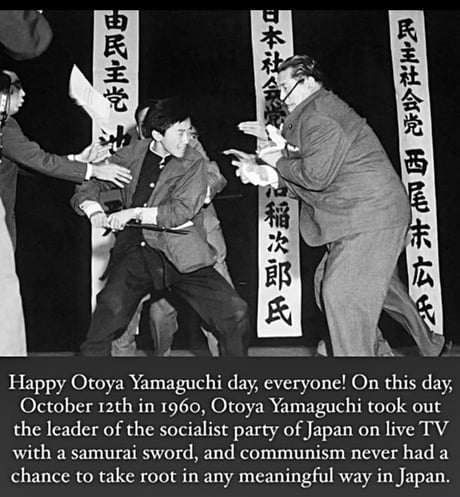 民主社会党 西尾末広氏
日本社会党 沼稲次郎氏
由民主党 池
Happy Otoya Yamaguchi day, everyone! On this day,
October 12th in 1960, Otoya Yamaguchi took out
the leader of the socialist party of Japan on live TV
with a samurai sword, and communism never had a
chance to take root in any meaningful way in Japan.